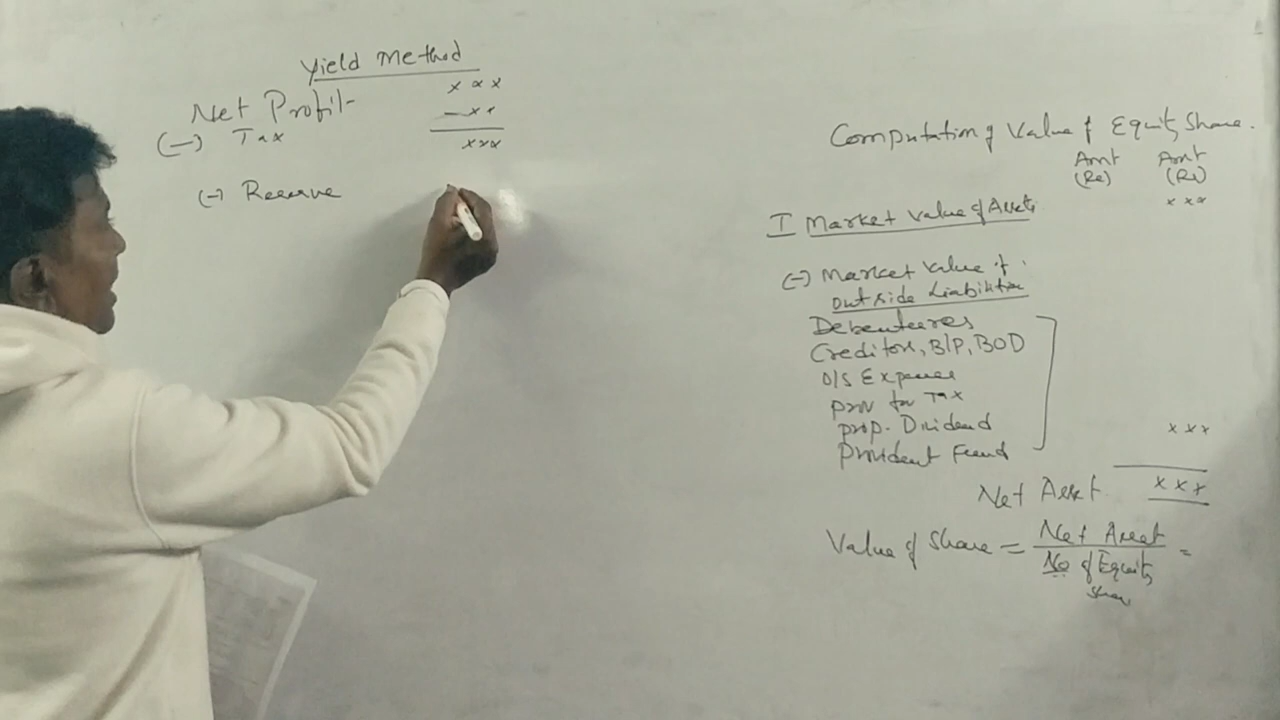 Yield Method
Net Profit x x x
(-) Tax - x x
x x x
(-) Reserve
Computation of Value of Equity Share.
Amt Amt
(Rs) (Rs)
I Market Value of Assets x x x
(-) Market Value of
Outside Liabilities
Debentures
Creditors, B/P, BOD
O/S Expense
Prov for Tax
Prop. Dividend x x x
Provident Fund
Net Asset x x x
Value of Share = Net Asset =
No of Equity
Share